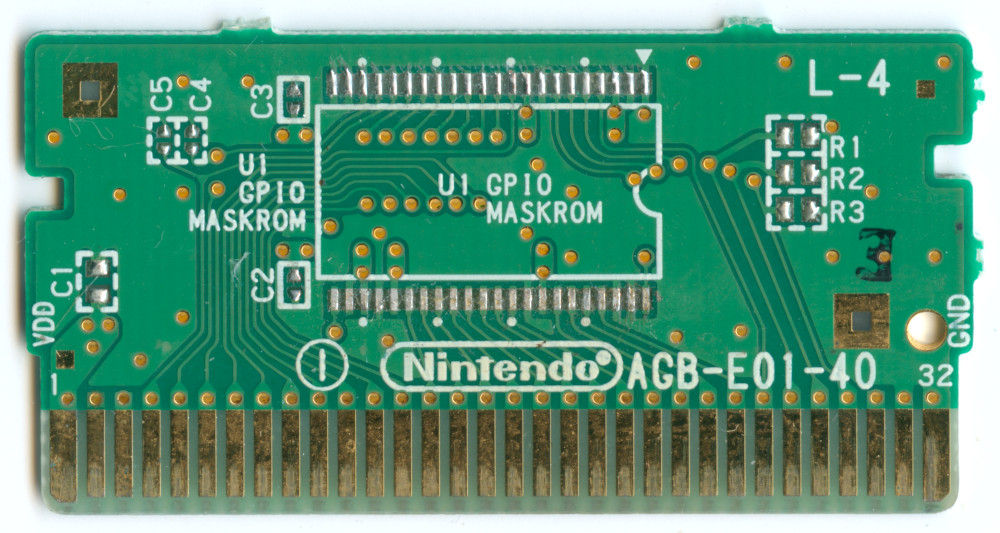 L-4
C5
C4
C3
R1
R2
R3
U1
GPIO
MASKROM
U1 GPIO
MASKROM
C1
C2
E
VDD
GND
1
1
Nintendo®
AGB-E01-40
32